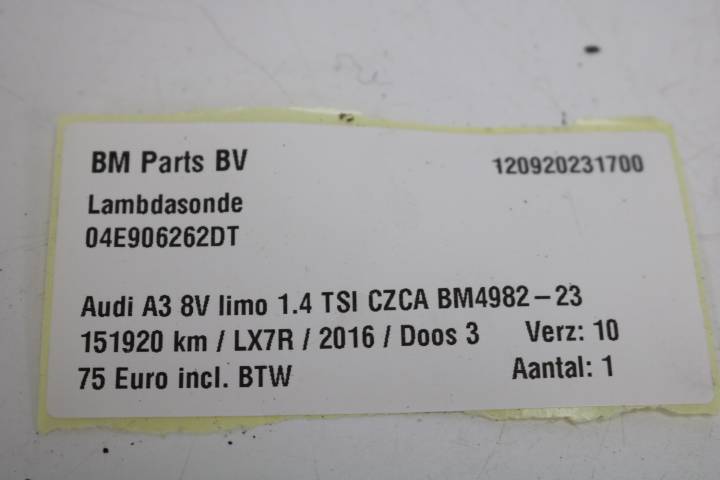 BM Parts BV 120920231700
Lambdasonde
04E906262DT
Audi A3 8V limo 1.4 TSI CZCA BM4982-23
151920 km / LX7R / 2016 / Doos 3 Verz: 10
75 Euro incl. BTW Aantal: 1